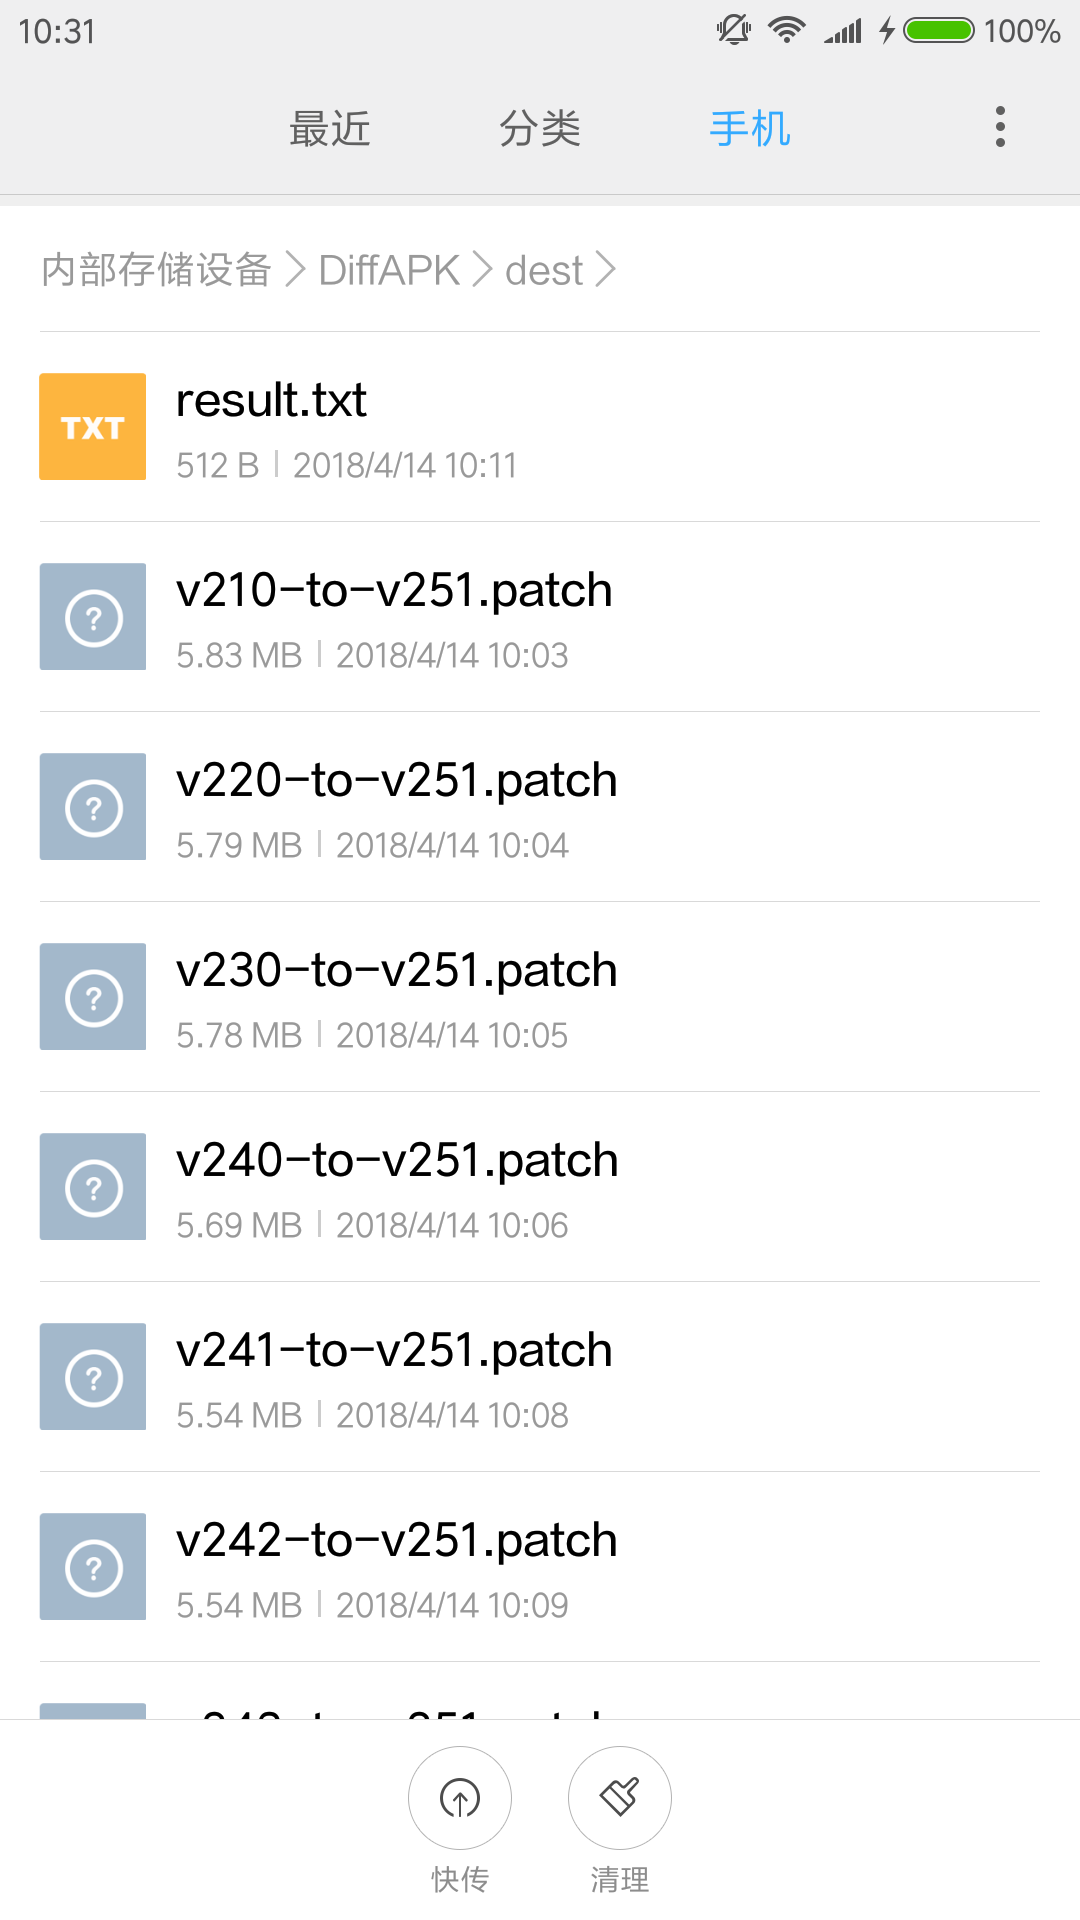 10:31 100%
最近 分类 手机
内部存储设备 DiffAPK dest
TXT
result.txt
512 B | 2018/4/14 10:11
v210-to-v251.patch
5.83 MB | 2018/4/14 10:03
v220-to-v251.patch
5.79 MB | 2018/4/14 10:04
v230-to-v251.patch
5.78 MB | 2018/4/14 10:05
v240-to-v251.patch
5.69 MB | 2018/4/14 10:06
v241-to-v251.patch
5.54 MB | 2018/4/14 10:08
v242-to-v251.patch
5.54 MB | 2018/4/14 10:09
快传 清理